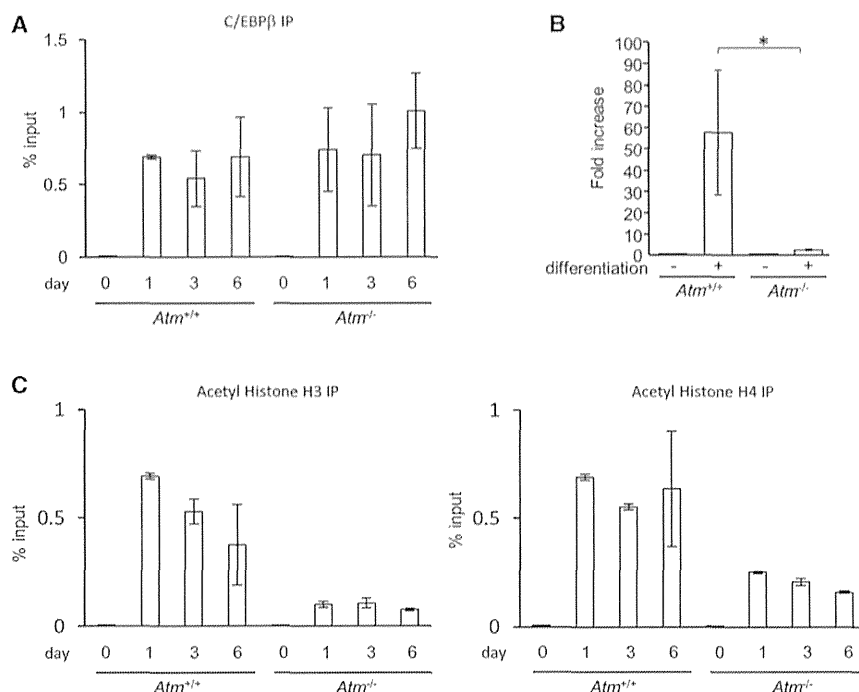 A
C/EBPβ IP
1.5
1
0.5
0
% input
day 0 1 3 6 0 1 3 6
Atm+/+ Atm-/-
B
*
100
90
80
70
60
50
40
30
20
10
0
Fold increase
differentiation - + - +
Atm+/+ Atm-/-
C
Acetyl Histone H3 IP
1
0.5
0
% input
day 0 1 3 6 0 1 3 6
Atm+/+ Atm-/-
Acetyl Histone H4 IP
1
0.5
0
% input
day 0 1 3 6 0 1 3 6
Atm+/+ Atm-/-